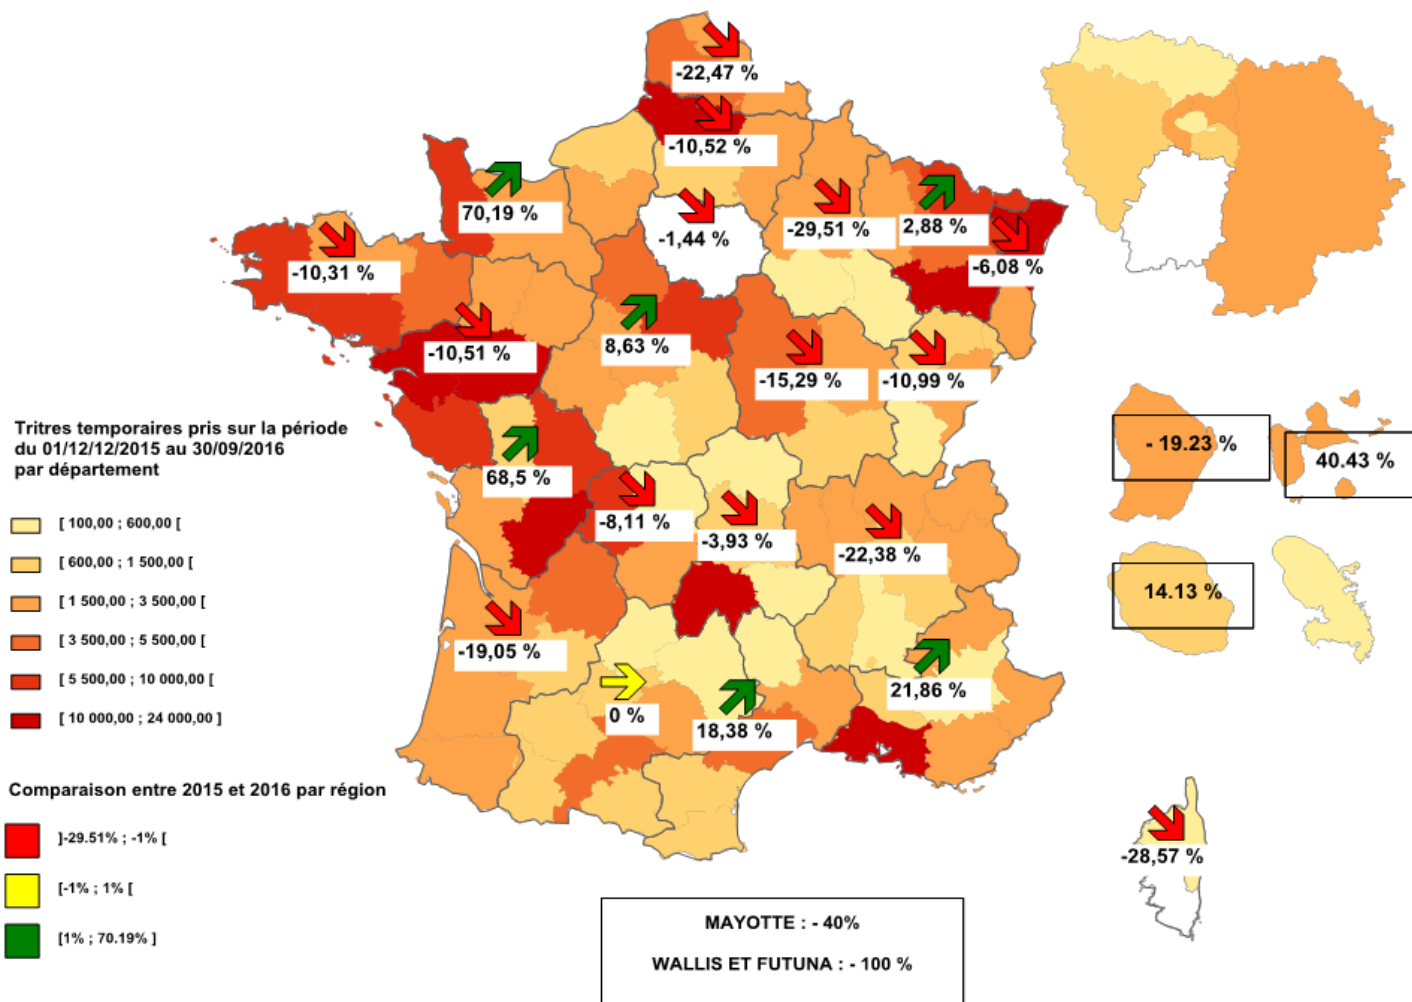 -22,47 %
-10,52 %
70,19 %
-1,44 %
-29,51 %
2,88 %
-6,08 %
-10,31 %
-10,51 %
8,63 %
-15,29 %
-10,99 %
Tritres temporaires pris sur la période
du 01/12/12/2015 au 30/09/2016
par département
[ 100,00 ; 600,00 [
[ 600,00 ; 1 500,00 [
[ 1 500,00 ; 3 500,00 [
[ 3 500,00 ; 5 500,00 [
[ 5 500,00 ; 10 000,00 [
[ 10 000,00 ; 24 000,00 ]
68,5 %
-8,11 %
-3,93 %
-22,38 %
-19,05 %
0 %
18,38 %
21,86 %
- 19.23 %
40.43 %
14.13 %
-28,57 %
Comparaison entre 2015 et 2016 par région
]-29.51% ; -1% [
[-1% ; 1% [
[1% ; 70.19% ]
MAYOTTE : - 40%
WALLIS ET FUTUNA : - 100 %